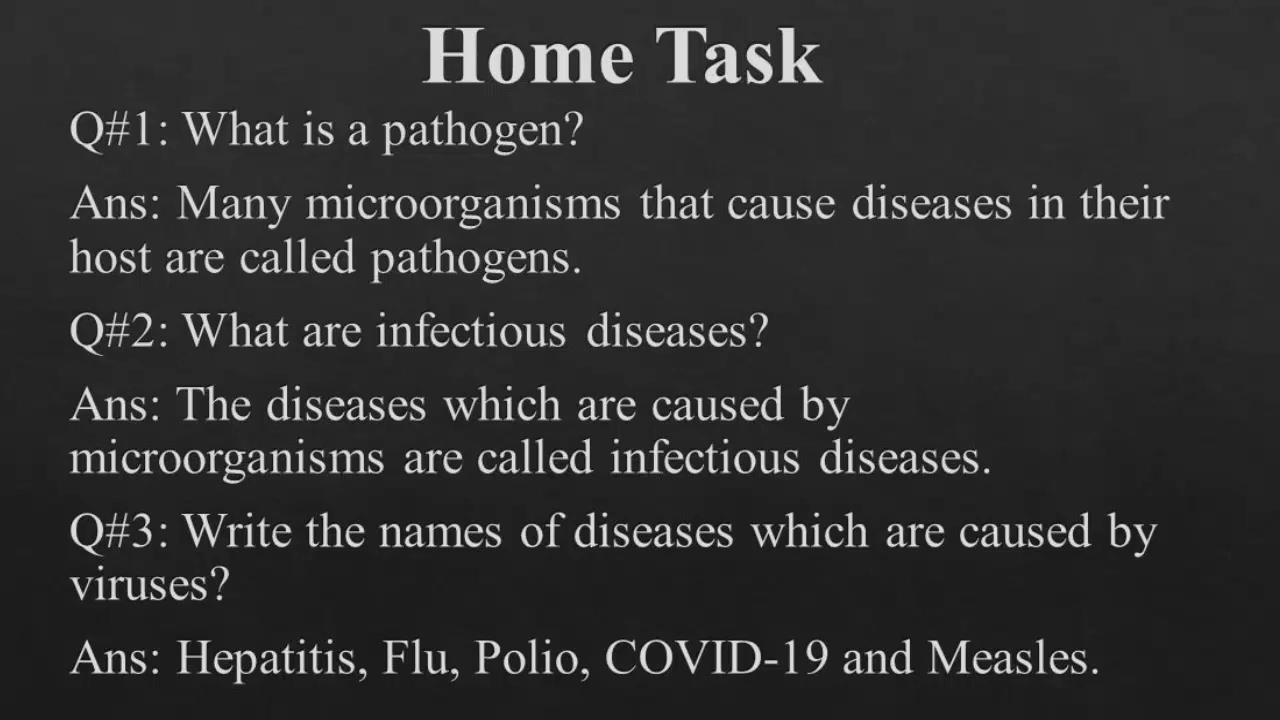 Home Task
Q#1: What is a pathogen?
Ans: Many microorganisms that cause diseases in their
host are called pathogens.
Q#2: What are infectious diseases?
Ans: The diseases which are caused by
microorganisms are called infectious diseases.
Q#3: Write the names of diseases which are caused by
viruses?
Ans: Hepatitis, Flu, Polio, COVID-19 and Measles.